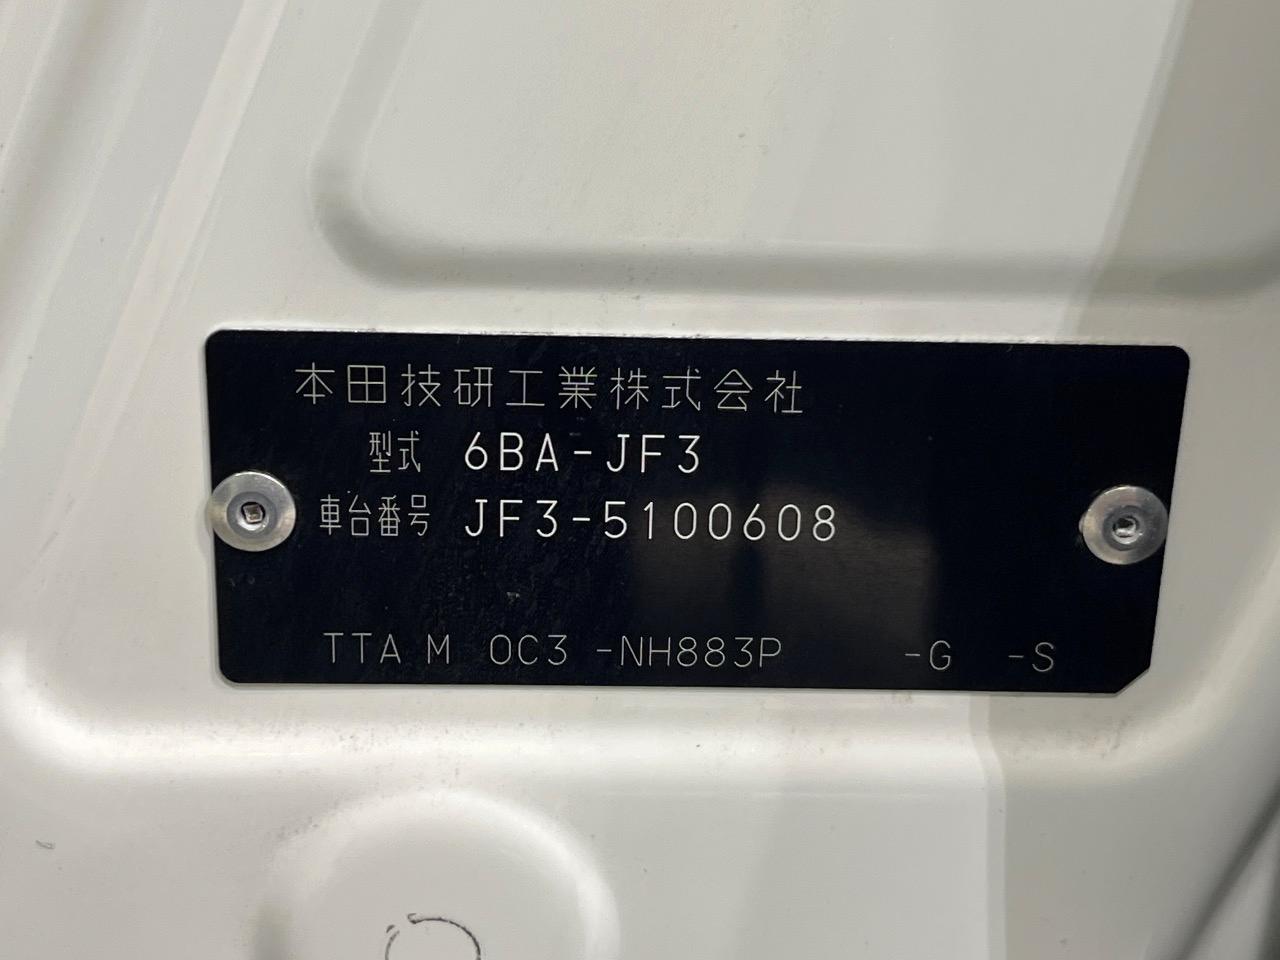 本田技研工業株式会社
型式 6BA-JF3
車台番号 JF3-5100608
TTA M 0C3 -NH883P -G -S